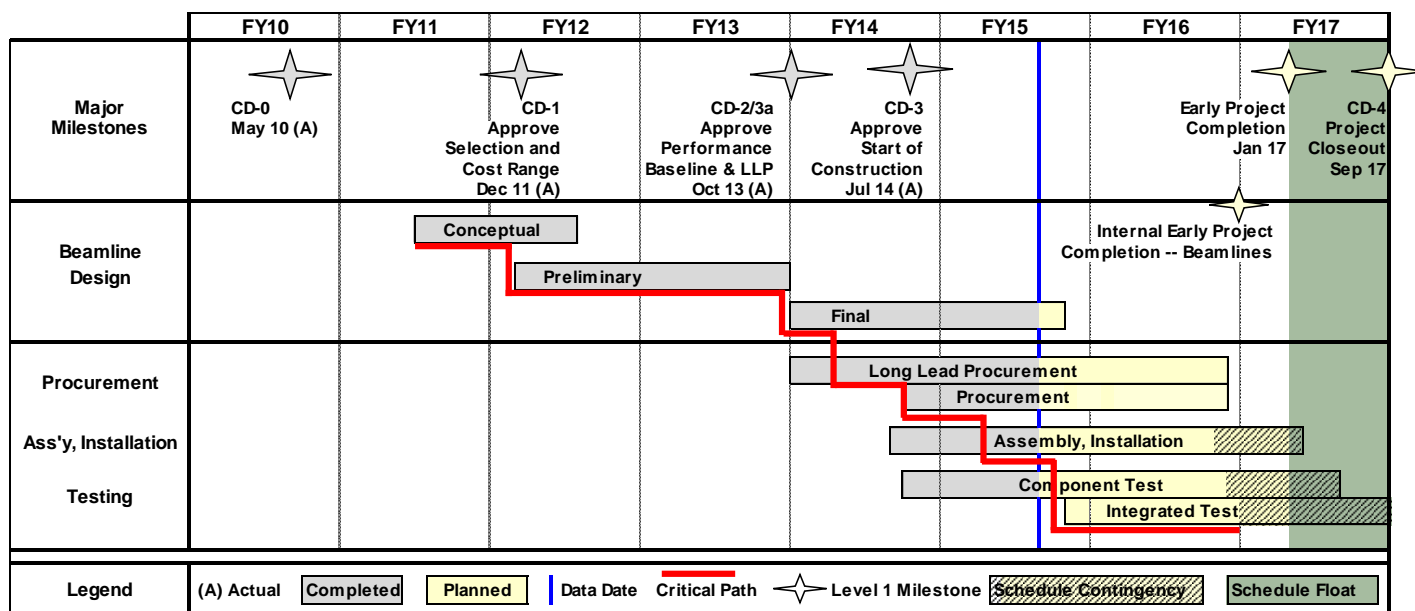 FY10 FY11 FY12 FY13 FY14 FY15 FY16 FY17
Major
Milestones
CD-0
May 10 (A)
CD-1
Approve
Selection and
Cost Range
Dec 11 (A)
CD-2/3a
Approve
Performance
Baseline & LLP
Oct 13 (A)
CD-3
Approve
Start of
Construction
Jul 14 (A)
Early Project
Completion
Jan 17
CD-4
Project
Closeout
Sep 17
Internal Early Project
Completion -- Beamlines
Beamline
Design
Conceptual
Preliminary
Final
Procurement
Long Lead Procurement
Procurement
Ass'y, Installation
Assembly, Installation
Testing
Component Test
Integrated Test
Legend (A) Actual Completed Planned Data Date Critical Path Level 1 Milestone Schedule Contingency Schedule Float